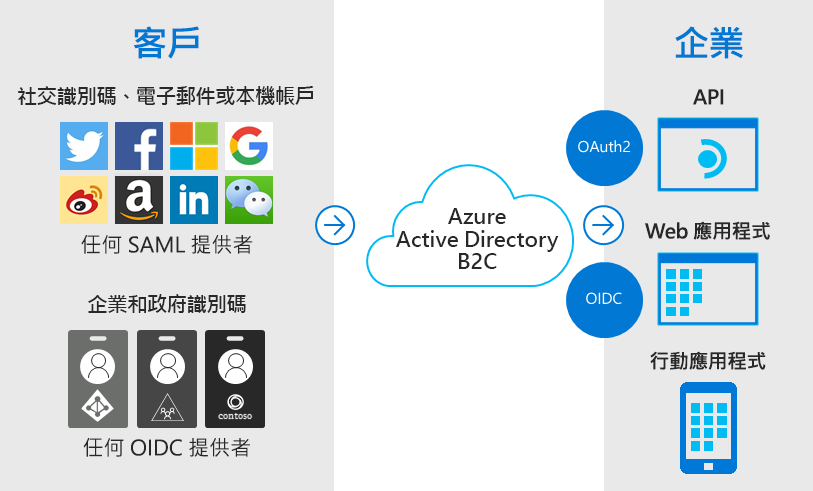 客戶
社交識別碼、電子郵件或本機帳戶
任何 SAML 提供者
企業和政府識別碼
contoso
任何 OIDC 提供者
Azure
Active Directory
B2C
企業
OAuth2
API
Web 應用程式
OIDC
行動應用程式